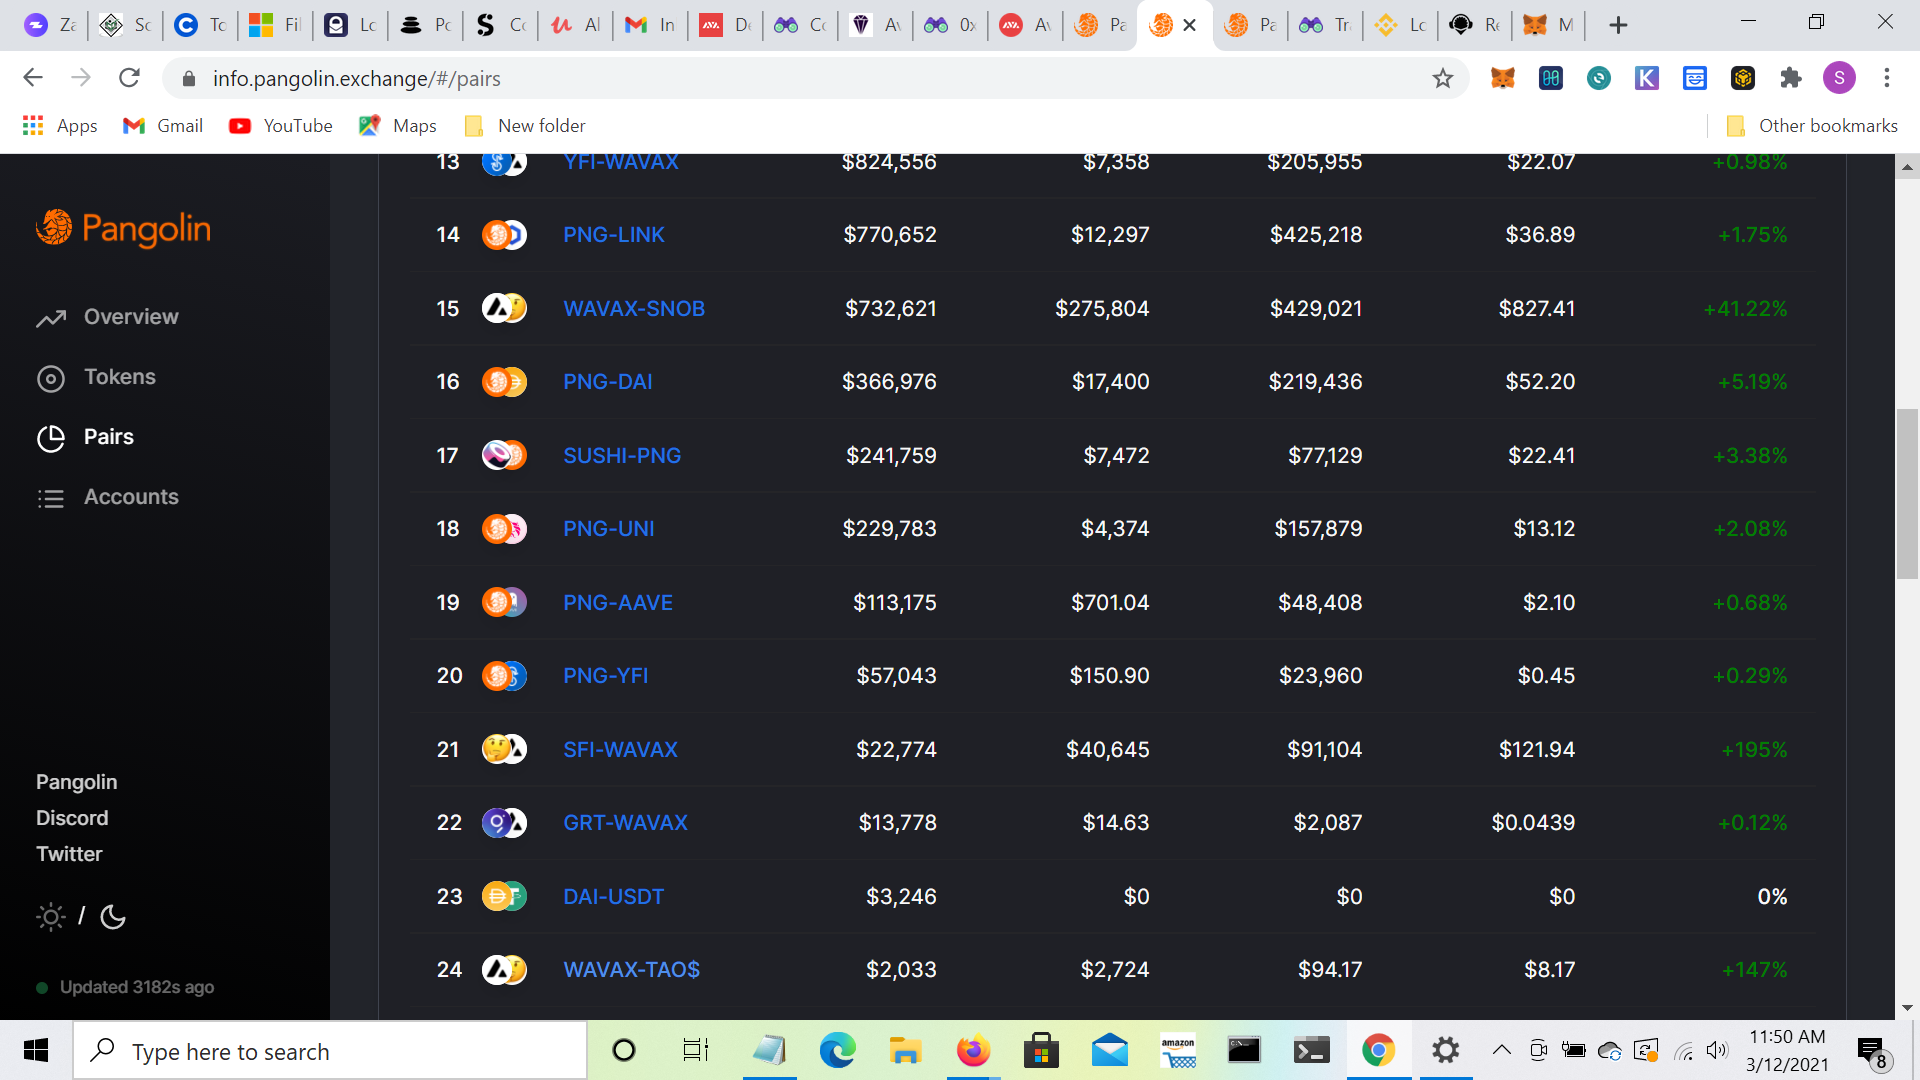 Za
Sc
To
Fi
Lo
Po
Co
Al
In
De
Co
Av
0x
Av
Pa
Pa
Tr
Lo
Re
M
info.pangolin.exchange/#/pairs
S
Apps
Gmail
YouTube
Maps
New folder
Other bookmarks
Pangolin
Overview
Tokens
Pairs
Accounts
Pangolin
Discord
Twitter
/
Updated 3182s ago
13 YFI-WAVAX $824,556 $7,358 $205,955 $22.07 +0.98%
14 PNG-LINK $770,652 $12,297 $425,218 $36.89 +1.75%
15 WAVAX-SNOB $732,621 $275,804 $429,021 $827.41 +41.22%
16 PNG-DAI $366,976 $17,400 $219,436 $52.20 +5.19%
17 SUSHI-PNG $241,759 $7,472 $77,129 $22.41 +3.38%
18 PNG-UNI $229,783 $4,374 $157,879 $13.12 +2.08%
19 PNG-AAVE $113,175 $701.04 $48,408 $2.10 +0.68%
20 PNG-YFI $57,043 $150.90 $23,960 $0.45 +0.29%
21 SFI-WAVAX $22,774 $40,645 $91,104 $121.94 +195%
22 GRT-WAVAX $13,778 $14.63 $2,087 $0.0439 +0.12%
23 DAI-USDT $3,246 $0 $0 $0 0%
24 WAVAX-TAO$ $2,033 $2,724 $94.17 $8.17 +147%
Type here to search
amazon
11:50 AM
3/12/2021
8